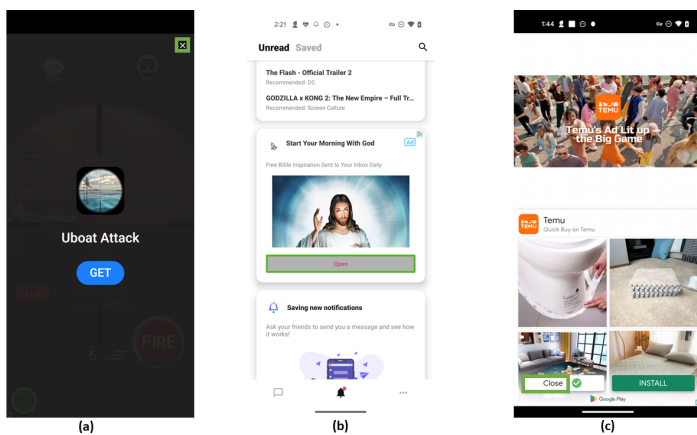 Uboat Attack
GET
FIRE
6
(a)
2:21
Unread Saved
The Flash - Official Trailer 2
Recommended: DC
GODZILLA x KONG 2: The New Empire – Full Tr...
Recommended: Screen Culture
Start Your Morning With God
Ad
Free Bible Inspiration Sent to Your Inbox Daily
Open
Saving new notifications
Ask your friends to send you a message and see how
it works!
(b)
1:44
TEMU
Temu's Ad Lit up
the Big Game
TEMU
Temu
Quick Buy on Temu
Close
INSTALL
Google Play
(c)